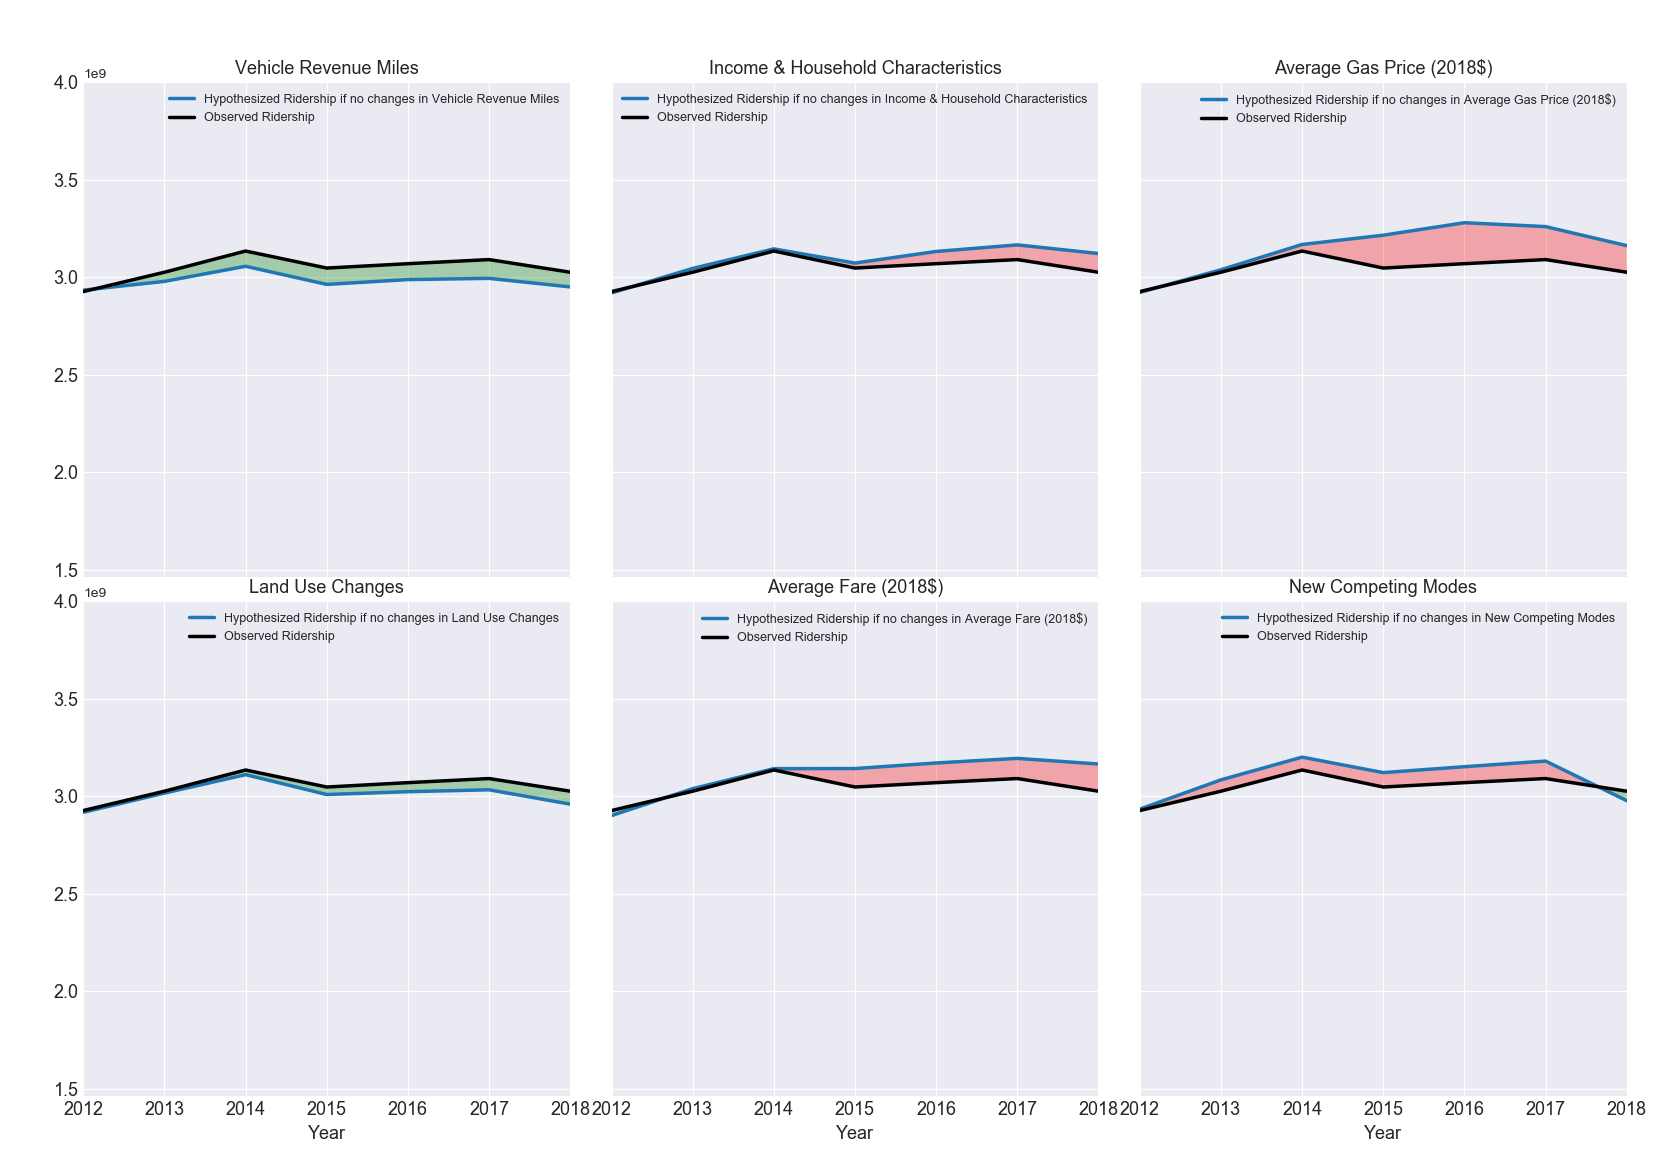 Vehicle Revenue Miles
Income & Household Characteristics
Average Gas Price (2018$)
1e9
4.0
3.5
3.0
2.5
2.0
1.5
Hypothesized Ridership if no changes in Vehicle Revenue Miles
Observed Ridership
Hypothesized Ridership if no changes in Income & Household Characteristics
Observed Ridership
Hypothesized Ridership if no changes in Average Gas Price (2018$)
Observed Ridership
Land Use Changes
Average Fare (2018$)
New Competing Modes
1e9
4.0
3.5
3.0
2.5
2.0
1.5
Hypothesized Ridership if no changes in Land Use Changes
Observed Ridership
Hypothesized Ridership if no changes in Average Fare (2018$)
Observed Ridership
Hypothesized Ridership if no changes in New Competing Modes
Observed Ridership
2012 2013 2014 2015 2016 2017 2018
2012 2013 2014 2015 2016 2017 2018
2012 2013 2014 2015 2016 2017 2018
Year
Year
Year